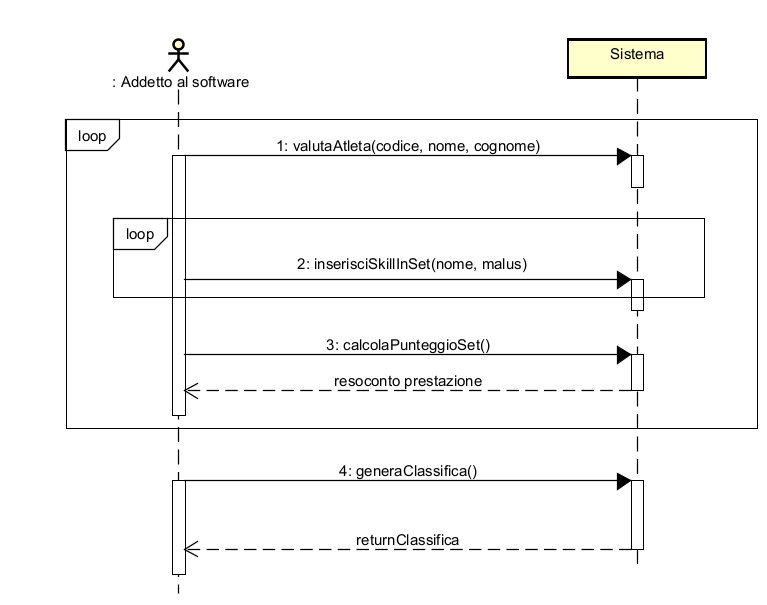 : Addetto al software
Sistema
loop
1: valutaAtleta(codice, nome, cognome)
loop
2: inserisciSkillInSet(nome, malus)
3: calcolaPunteggioSet()
resoconto prestazione
4: generaClassifica()
returnClassifica